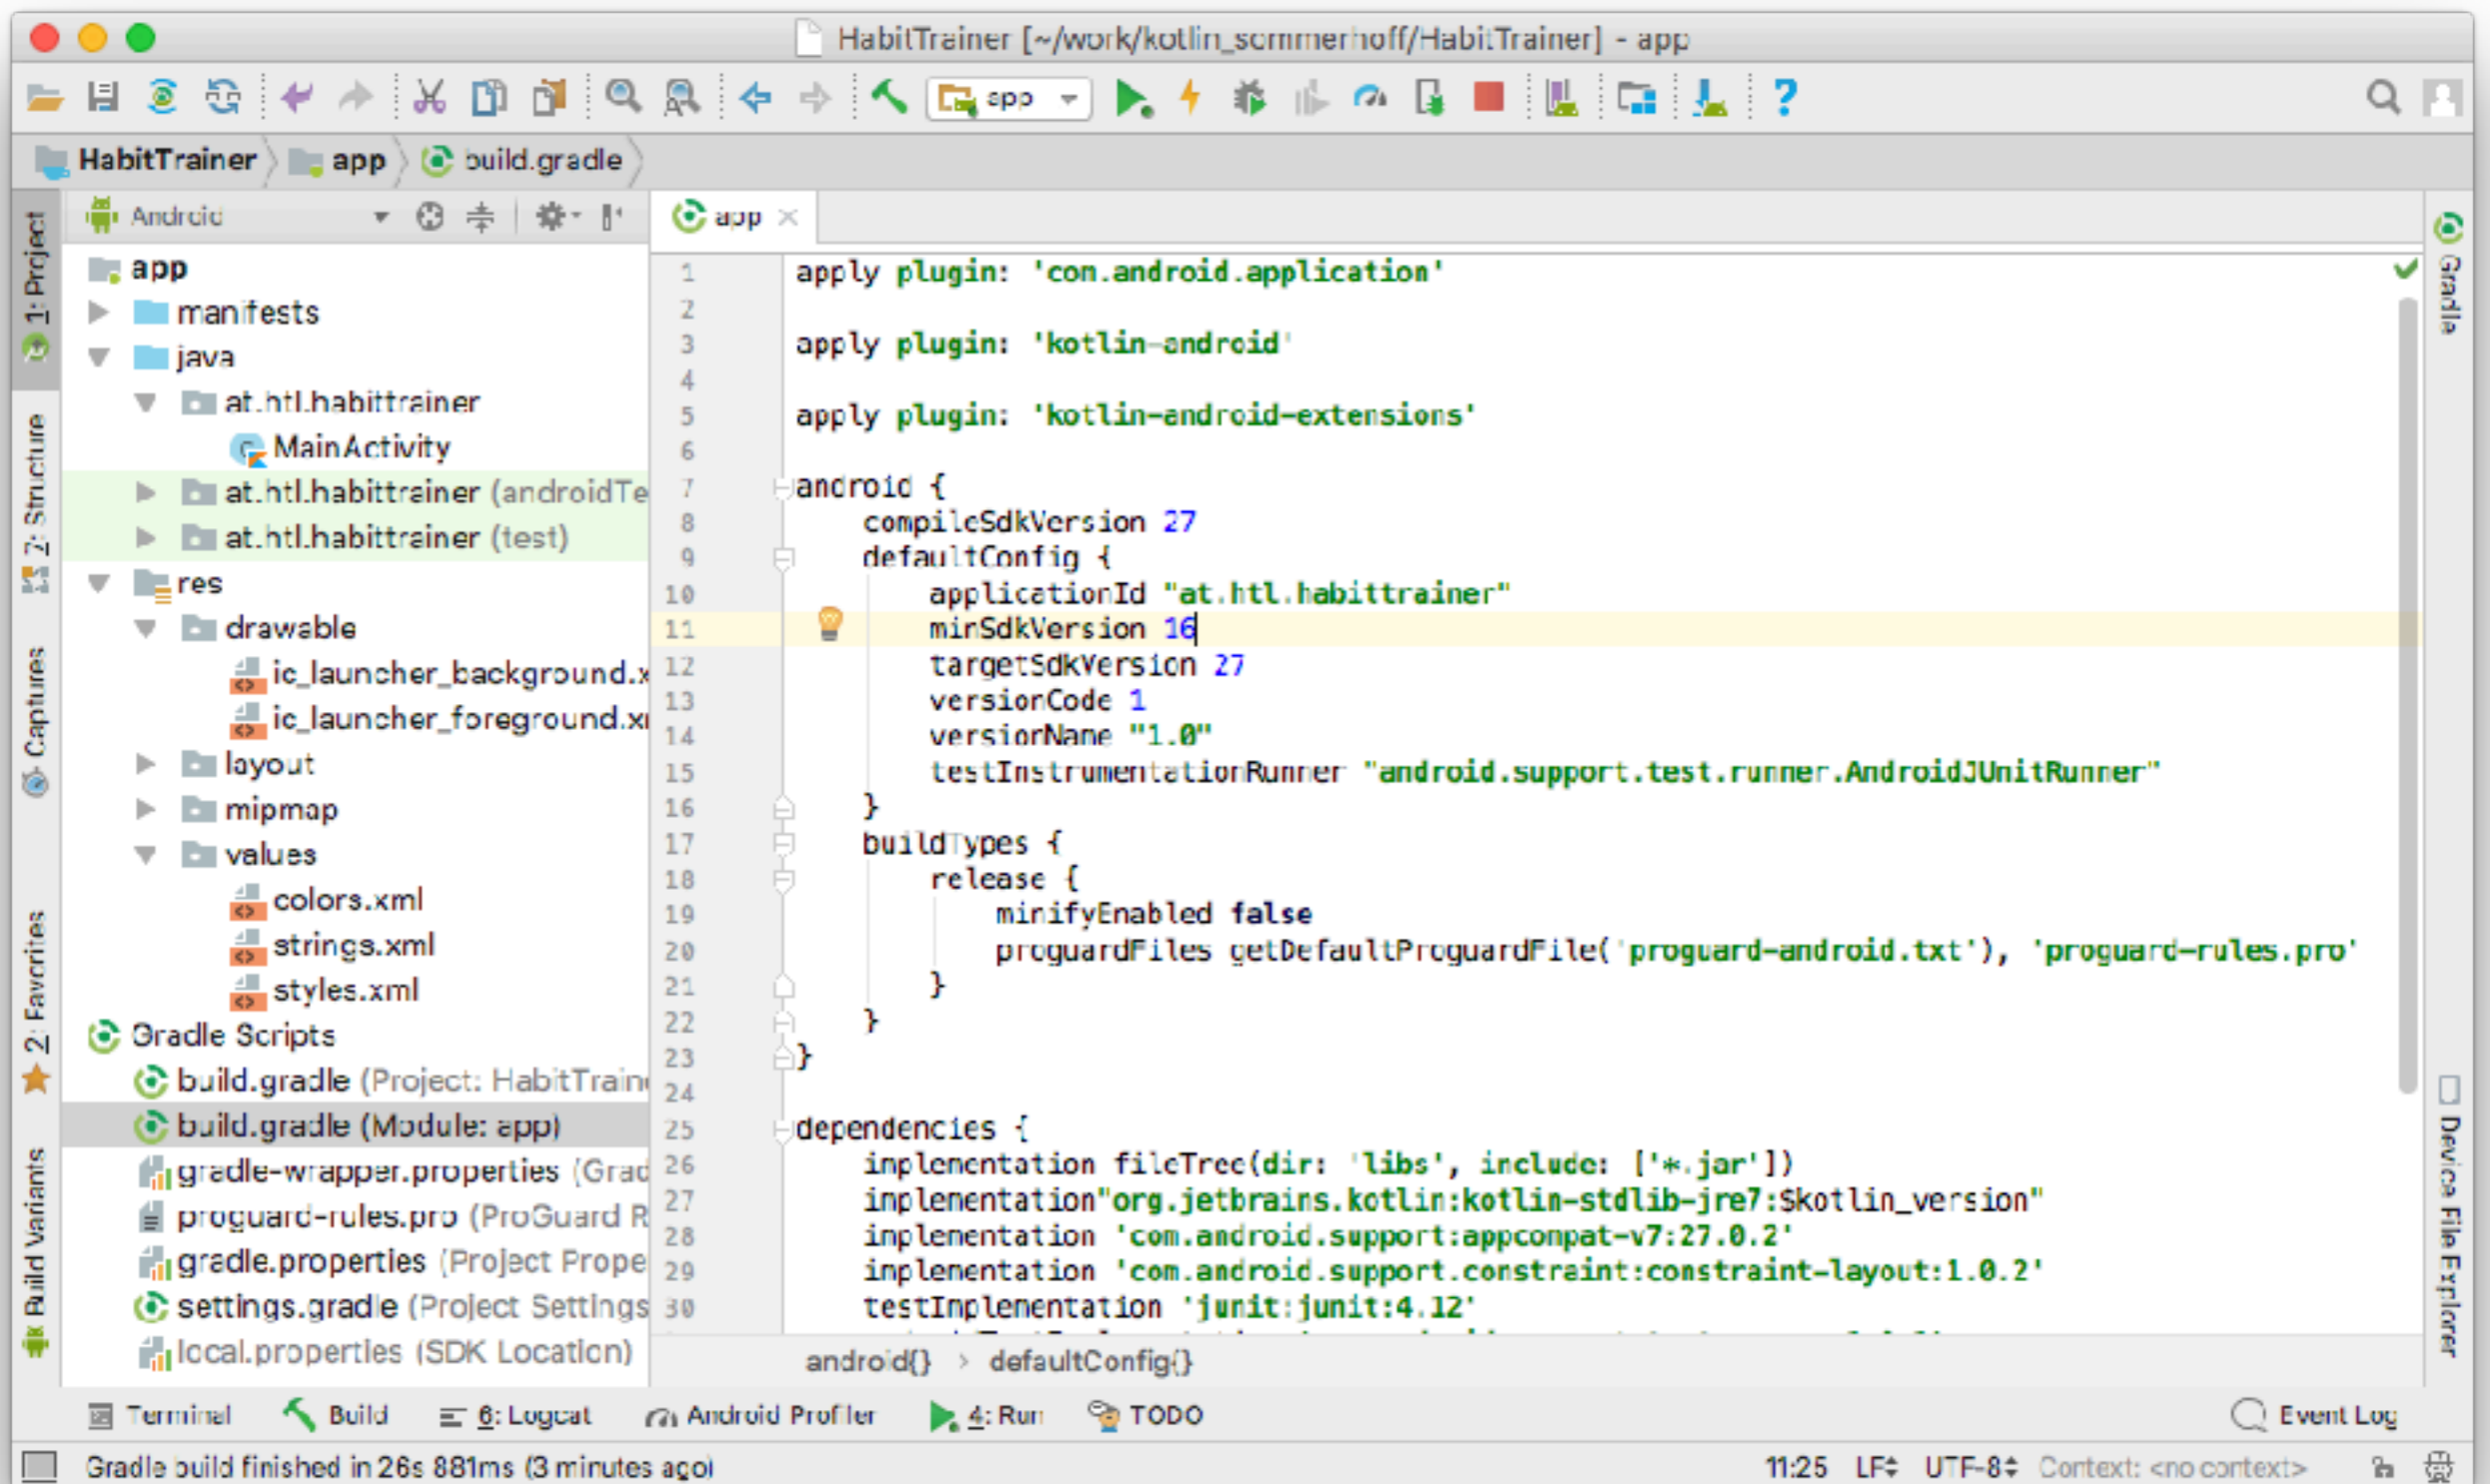 HabitTrainer [~/work/kotlin_sommerhoff/HabitTrainer] - app
app
HabitTrainer app build.gradle
1: Project
7: Structure
Captures
2: Favorites
Build Variants
Android
app
manifests
java
at.htl.habittrainer
MainActivity
at.htl.habittrainer (androidTe
at.htl.habittrainer (test)
res
drawable
ic_launcher_background.x
ic_launcher_foreground.x
layout
mipmap
values
colors.xml
strings.xml
styles.xml
Gradle Scripts
build.gradle (Project: HabitTrain
build.gradle (Module: app)
gradle-wrapper.properties (Grad
proguard-rules.pro (ProGuard R
gradle.properties (Project Prope
settings.gradle (Project Settings
local.properties (SDK Location)
app
1 apply plugin: 'com.android.application'
2
3 apply plugin: 'kotlin-android'
4
5 apply plugin: 'kotlin-android-extensions'
6
7 android {
8 compileSdkVersion 27
9 defaultConfig {
10 applicationId "at.htl.habittrainer"
11 minSdkVersion 16
12 targetSdkVersion 27
13 versionCode 1
14 versionName "1.0"
15 testInstrumentationRunner "android.support.test.runner.AndroidJUnitRunner"
16 }
17 buildTypes {
18 release {
19 minifyEnabled false
20 proguardFiles getDefaultProguardFile('proguard-android.txt'), 'proguard-rules.pro'
21 }
22 }
23 }
24
25 dependencies {
26 implementation fileTree(dir: 'libs', include: ['*.jar'])
27 implementation"org.jetbrains.kotlin:kotlin-stdlib-jre7:$kotlin_version"
28 implementation 'com.android.support:appcompat-v7:27.0.2'
29 implementation 'com.android.support.constraint:constraint-layout:1.0.2'
30 testImplementation 'junit:junit:4.12'
android{} > defaultConfig{}
Gradle
Device File Explorer
Terminal Build 6: Logcat Android Profiler 4: Run TODO Event Log
Gradle build finished in 26s 881ms (3 minutes ago) 11:25 LF UTF-8 Context: <no context>